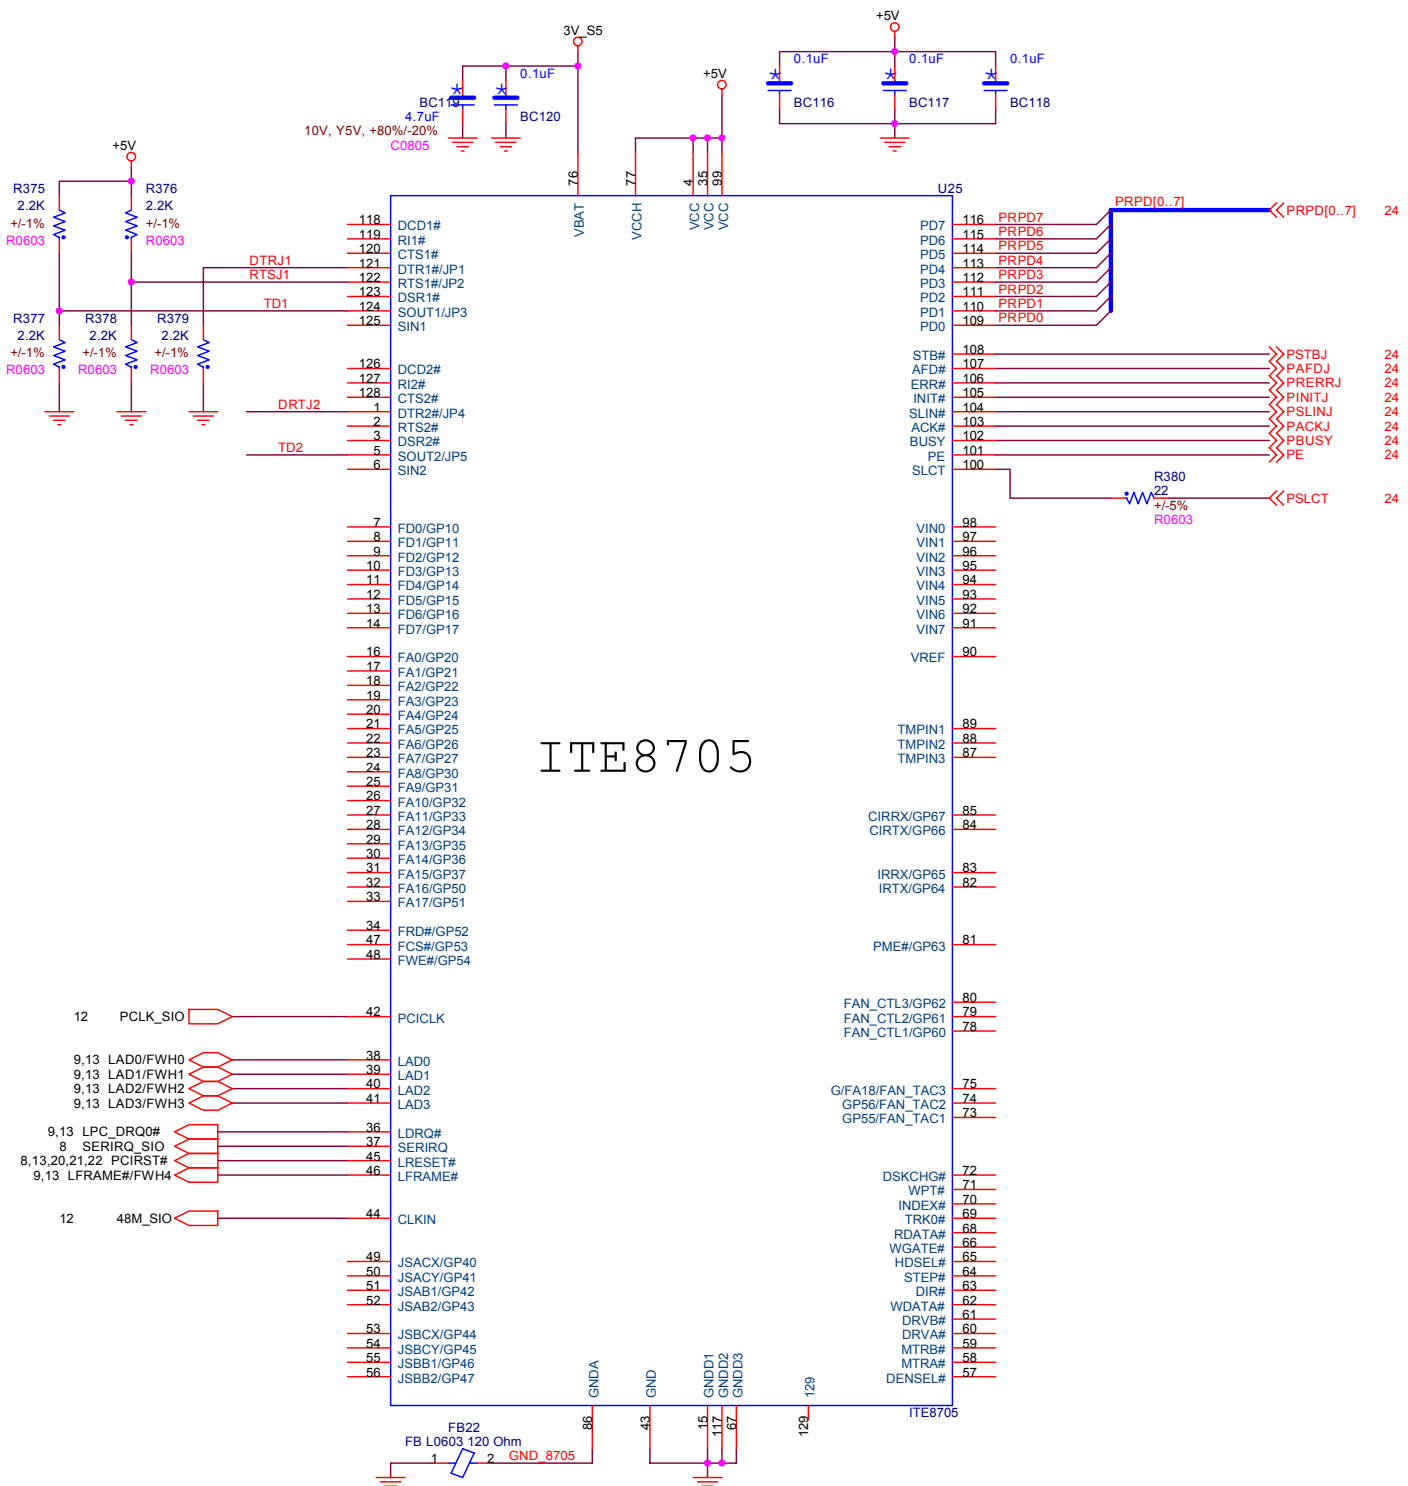 3V_S5
+5V
0.1uF
0.1uF
0.1uF
0.1uF
BC119
BC120
4.7uF
10V, Y5V, +80%/-20%
C0805
+5V
BC116
BC117
BC118
+5V
R375
2.2K
+/-1%
R0603
R376
2.2K
+/-1%
R0603
R377
2.2K
+/-1%
R0603
R378
2.2K
+/-1%
R0603
R379
2.2K
+/-1%
R0603
DTRJ1
RTSJ1
TD1
DRTJ2
TD2
76 VBAT
77 VCCH
4 VCC
35 VCC
99 VCC
U25
118 DCD1#
119 RI1#
120 CTS1#
121 DTR1#/JP1
122 RTS1#/JP2
123 DSR1#
124 SOUT1/JP3
125 SIN1
126 DCD2#
127 RI2#
128 CTS2#
1 DTR2#/JP4
2 RTS2#
3 DSR2#
5 SOUT2/JP5
6 SIN2
7 FD0/GP10
8 FD1/GP11
9 FD2/GP12
10 FD3/GP13
11 FD4/GP14
12 FD5/GP15
13 FD6/GP16
14 FD7/GP17
16 FA0/GP20
17 FA1/GP21
18 FA2/GP22
19 FA3/GP23
20 FA4/GP24
21 FA5/GP25
22 FA6/GP26
23 FA7/GP27
24 FA8/GP30
25 FA9/GP31
26 FA10/GP32
27 FA11/GP33
28 FA12/GP34
29 FA13/GP35
30 FA14/GP36
31 FA15/GP37
32 FA16/GP50
33 FA17/GP51
34 FRD#/GP52
47 FCS#/GP53
48 FWE#/GP54
12 PCLK_SIO 42 PCICLK
9,13 LAD0/FWH0 38 LAD0
9,13 LAD1/FWH1 39 LAD1
9,13 LAD2/FWH2 40 LAD2
9,13 LAD3/FWH3 41 LAD3
9,13 LPC_DRQ0# 36 LDRQ#
8 SERIRQ_SIO 37 SERIRQ
8,13,20,21,22 PCIRST# 45 LRESET#
9,13 LFRAME#/FWH4 46 LFRAME#
12 48M_SIO 44 CLKIN
49 JSACX/GP40
50 JSACY/GP41
51 JSAB1/GP42
52 JSAB2/GP43
53 JSBCX/GP44
54 JSBCY/GP45
55 JSBB1/GP46
56 JSBB2/GP47
ITE8705
PRPD[0..7]
PRPD[0..7] 24
PD7 116 PRPD7
PD6 115 PRPD6
PD5 114 PRPD5
PD4 113 PRPD4
PD3 112 PRPD3
PD2 111 PRPD2
PD1 110 PRPD1
PD0 109 PRPD0
STB# 108 PSTBJ 24
AFD# 107 PAFDJ 24
ERR# 106 PRERRJ 24
INIT# 105 PINITJ 24
SLIN# 104 PSLINJ 24
ACK# 103 PACKJ 24
BUSY 102 PBUSY 24
PE 101 PE 24
SLCT 100
R380
22
+/-5%
R0603
PSLCT 24
VIN0 98
VIN1 97
VIN2 96
VIN3 95
VIN4 94
VIN5 93
VIN6 92
VIN7 91
VREF 90
TMPIN1 89
TMPIN2 88
TMPIN3 87
CIRRX/GP67 85
CIRTX/GP66 84
IRRX/GP65 83
IRTX/GP64 82
PME#/GP63 81
FAN_CTL3/GP62 80
FAN_CTL2/GP61 79
FAN_CTL1/GP60 78
G/FA18/FAN_TAC3 75
GP56/FAN_TAC2 74
GP55/FAN_TAC1 73
DSKCHG# 72
WPT# 71
INDEX# 70
TRK0# 69
RDATA# 68
WGATE# 66
HDSEL# 65
STEP# 64
DIR# 63
WDATA# 62
DRVB# 61
DRVA# 60
MTRB# 59
MTRA# 58
DENSEL# 57
ITE8705
GNDA 86
GND 43
GNDD1 15
GNDD2 117
GNDD3 67
129 129
FB22
FB L0603 120 Ohm
1 2 GND_8705